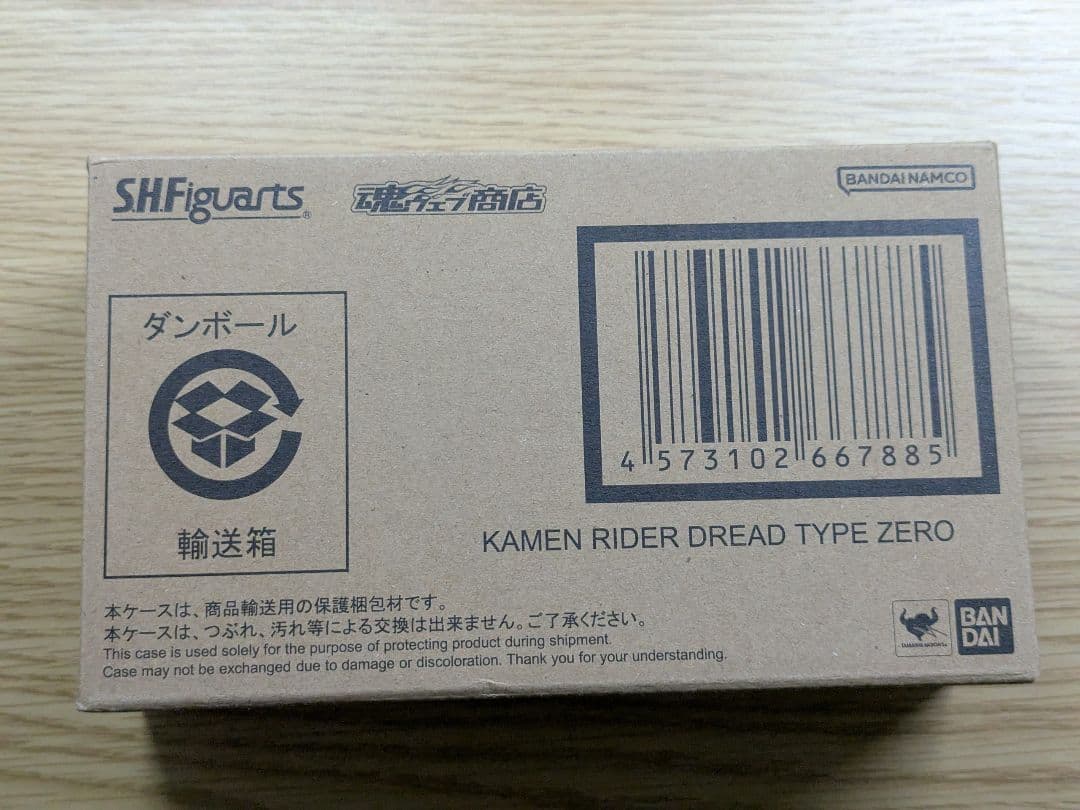 S.H.Figuarts®
魂ウェブ商店
BANDAI NAMCO
ダンボール
輸送箱
4 573102 667885
KAMEN RIDER DREAD TYPE ZERO
本ケースは、商品輸送用の保護梱包材です。
本ケースは、つぶれ、汚れ等による交換は出来ません。ご了承ください。
This case is used solely for the purpose of protecting product during shipment.
Case may not be exchanged due to damage or discoloration. Thank you for your understanding.
BAN
DAI